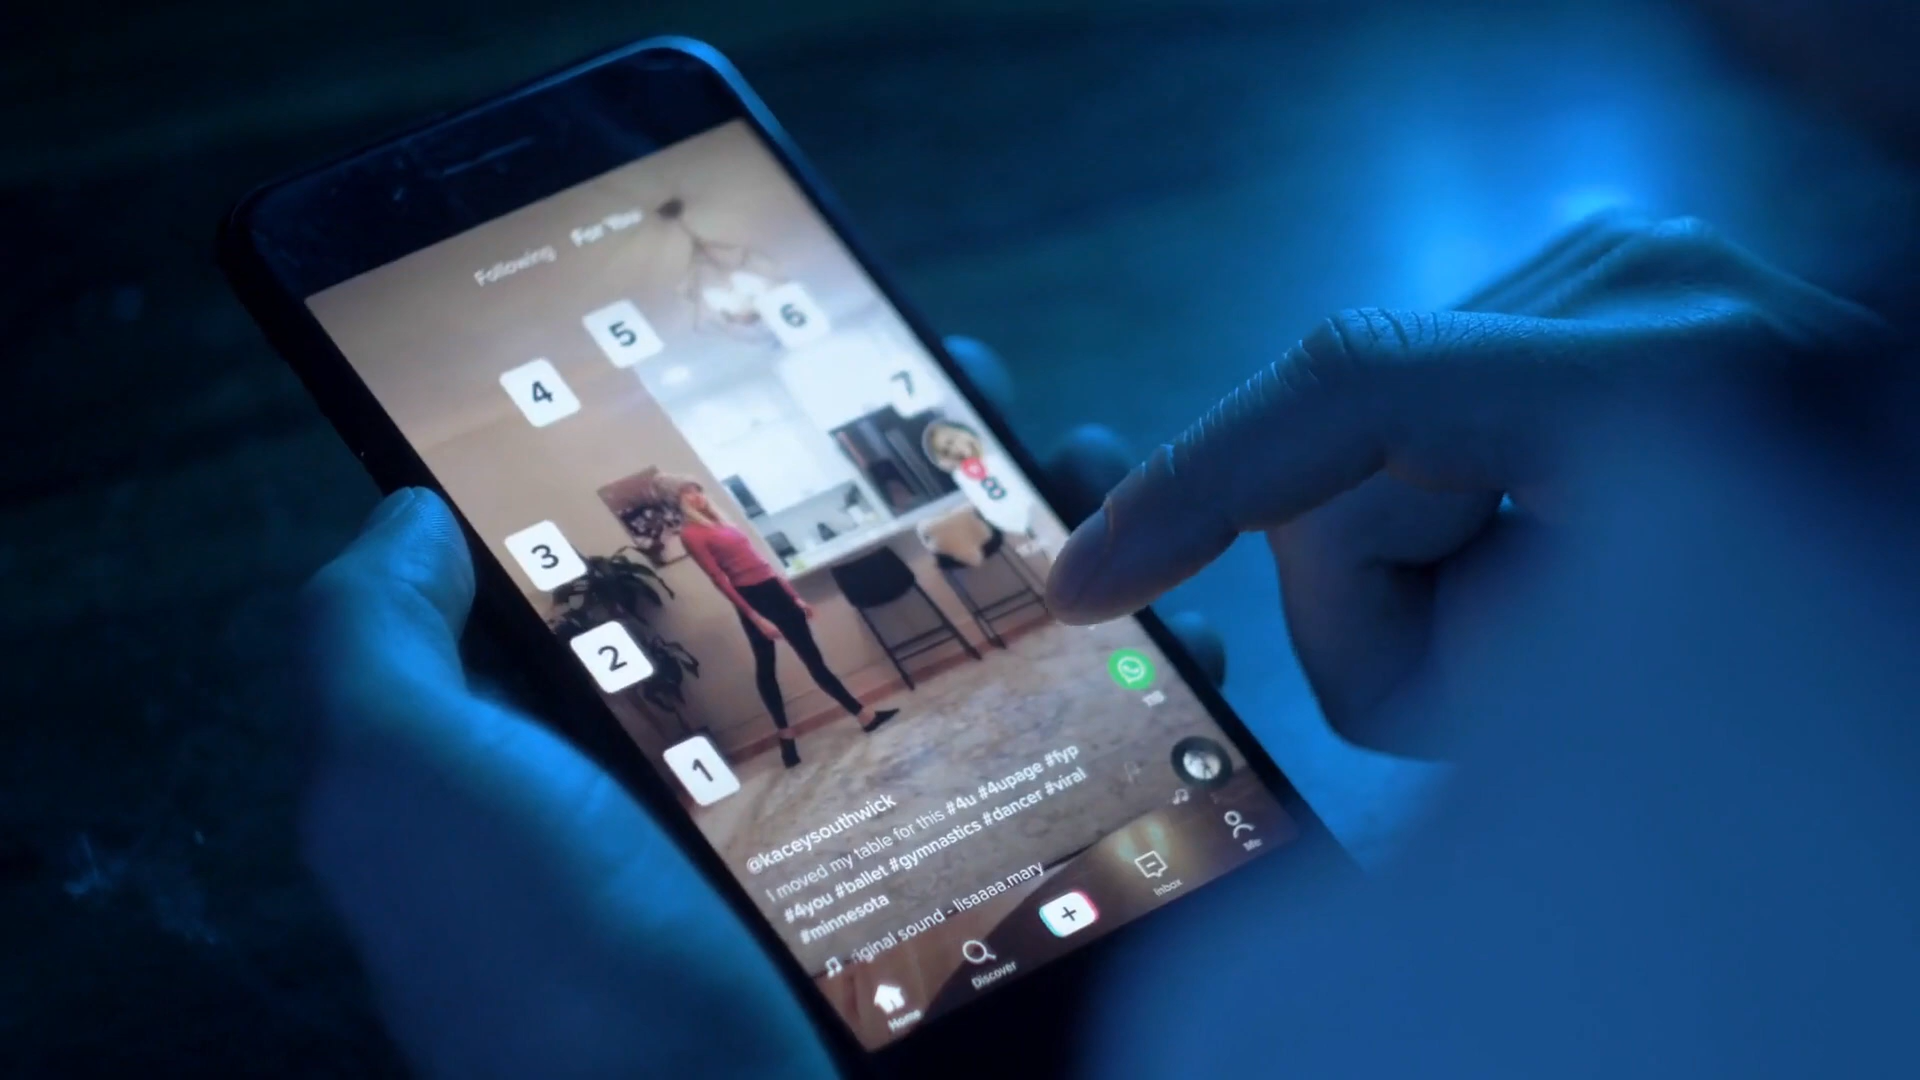 Following For You
5
6
4
7
8
3
2
1
@kaceysouthwick
I moved my table for this #4u #4upage #fyp
#4you #ballet #gymnastics #dancer #viral
#minnesota
riginal sound - lisaaaa.mary
Home
Discover
Inbox
Me